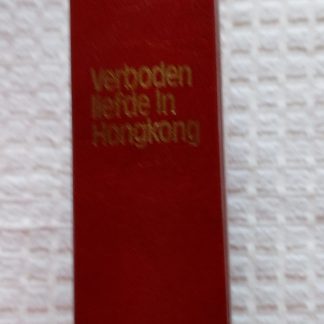 Verboden
liefde in
Hongkong